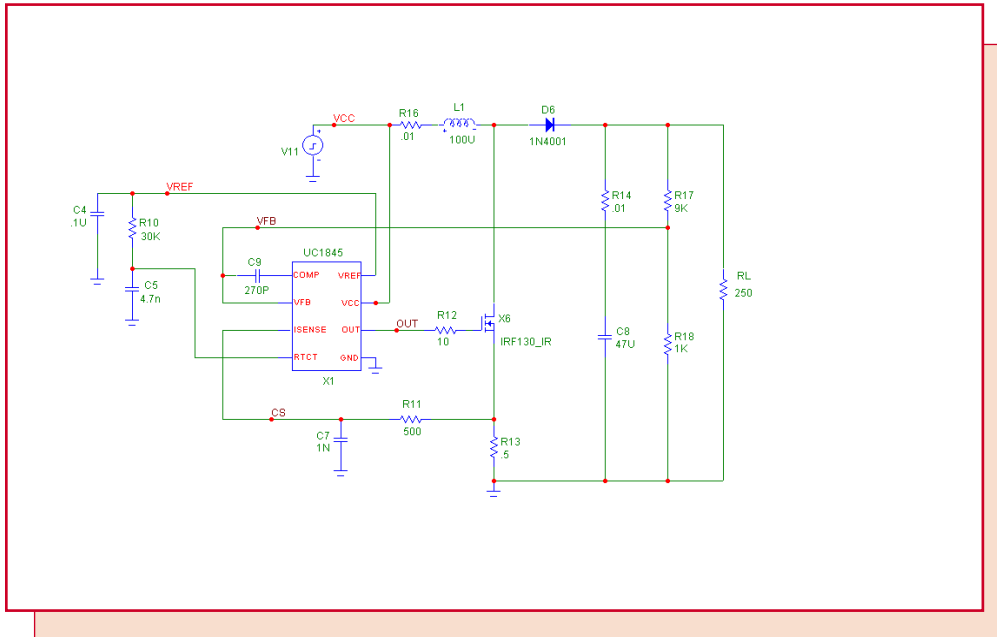 L1
D6
R16
VCC
.01
100U
1N4001
V11
VREF
R14
.01
R17
9K
C4
.1U
R10
30K
VFB
UC1845
C9
270P
COMP
VREF
C5
4.7n
VFB
VCC
RL
250
ISENSE
OUT
OUT
R12
10
X6
IRF130_IR
C8
47U
R18
1K
RTCT
GND
X1
CS
R11
500
C7
1N
R13
.5